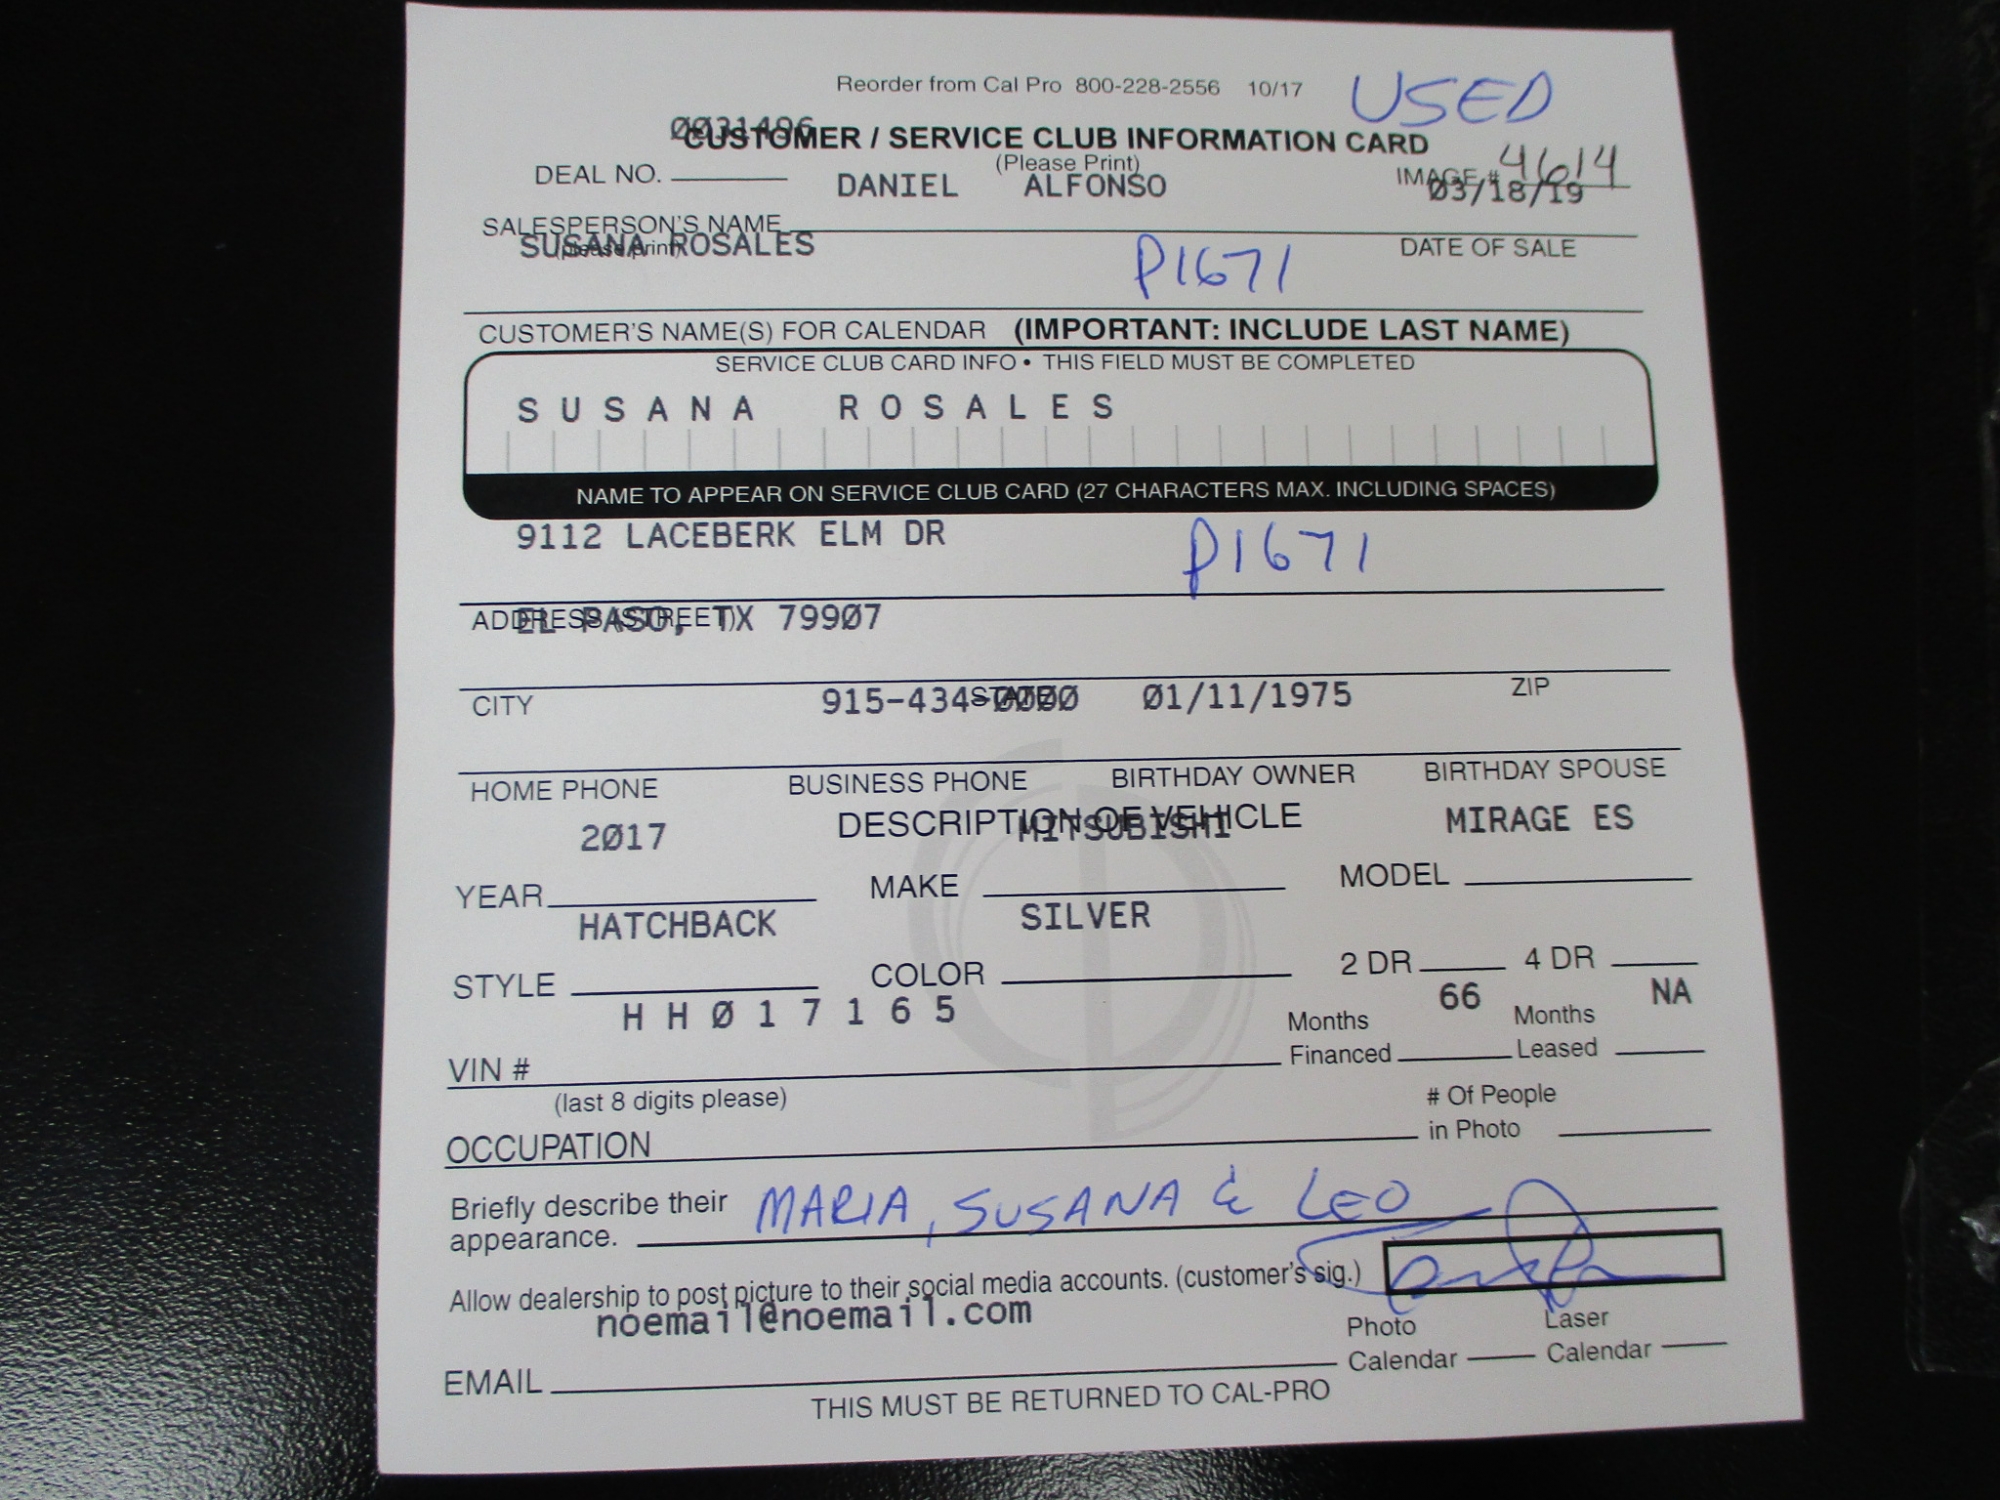 Reorder from Cal Pro 800-228-2556 10/17 USED
0031496
CUSTOMER / SERVICE CLUB INFORMATION CARD
(Please Print)
DEAL NO. DANIEL ALFONSO IMAGE # 4614
03/18/19
SALESPERSON'S NAME
(please print)
SUSANA ROSALES P1671 DATE OF SALE
CUSTOMER'S NAME(S) FOR CALENDAR (IMPORTANT: INCLUDE LAST NAME)
SERVICE CLUB CARD INFO • THIS FIELD MUST BE COMPLETED
SUSANA ROSALES
NAME TO APPEAR ON SERVICE CLUB CARD (27 CHARACTERS MAX. INCLUDING SPACES)
9112 LACEBERK ELM DR P1671
ADDRESS (STREET)
EL PASO, TX 79907
CITY STATE ZIP
915-434-0000 01/11/1975
HOME PHONE BUSINESS PHONE BIRTHDAY OWNER BIRTHDAY SPOUSE
DESCRIPTION OF VEHICLE
2017 MITSUBISHI MIRAGE ES
YEAR MAKE MODEL
HATCHBACK SILVER
STYLE COLOR 2 DR 4 DR
HH017165 66 NA
VIN # Months Financed Months Leased
(last 8 digits please)
OCCUPATION # Of People in Photo
Briefly describe their appearance. MARIA, SUSANA & LEO
Allow dealership to post picture to their social media accounts. (customer's sig.)
noemail@noemail.com
EMAIL Photo Calendar Laser Calendar
THIS MUST BE RETURNED TO CAL-PRO